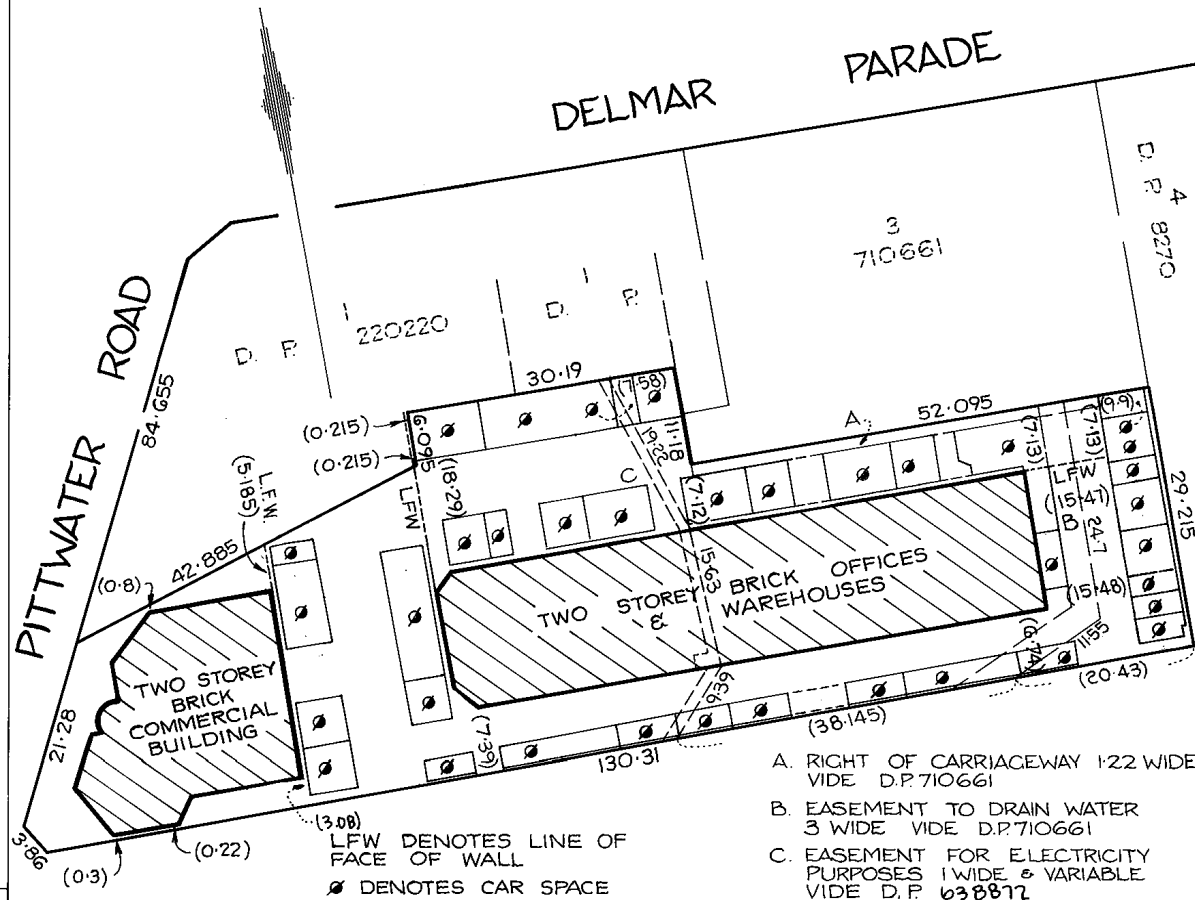 DELMAR PARADE
PITTWATER ROAD
84·655
D. P. 220220
1
D. P.
1
3
710661
4
D. P. 8270
30·19
(7·58)
(0·215)
(0·215)
6·095
(18·29)
LFW
L.F.W.
(5·185)
19·22
11·18
C
A
52·095
(7·12)
(7·13)
(7·13)
(9·9)
LFW
(15·47)
B
24·7
29·215
(15·48)
11·55
(6·74)
(20·43)
42·885
(0·8)
TWO STOREY BRICK OFFICES
& WAREHOUSES
15·63
9·39
TWO STOREY
BRICK
COMMERCIAL
BUILDING
21·28
3·86
(0·3)
(0·22)
(3·08)
(7·39)
130·31
(38·145)
LFW DENOTES LINE OF
FACE OF WALL
DENOTES CAR SPACE
A. RIGHT OF CARRIAGEWAY 1·22 WIDE
VIDE D.P. 710661
B. EASEMENT TO DRAIN WATER
3 WIDE VIDE D.P. 710661
C. EASEMENT FOR ELECTRICITY
PURPOSES 1 WIDE & VARIABLE
VIDE D.P. 638872